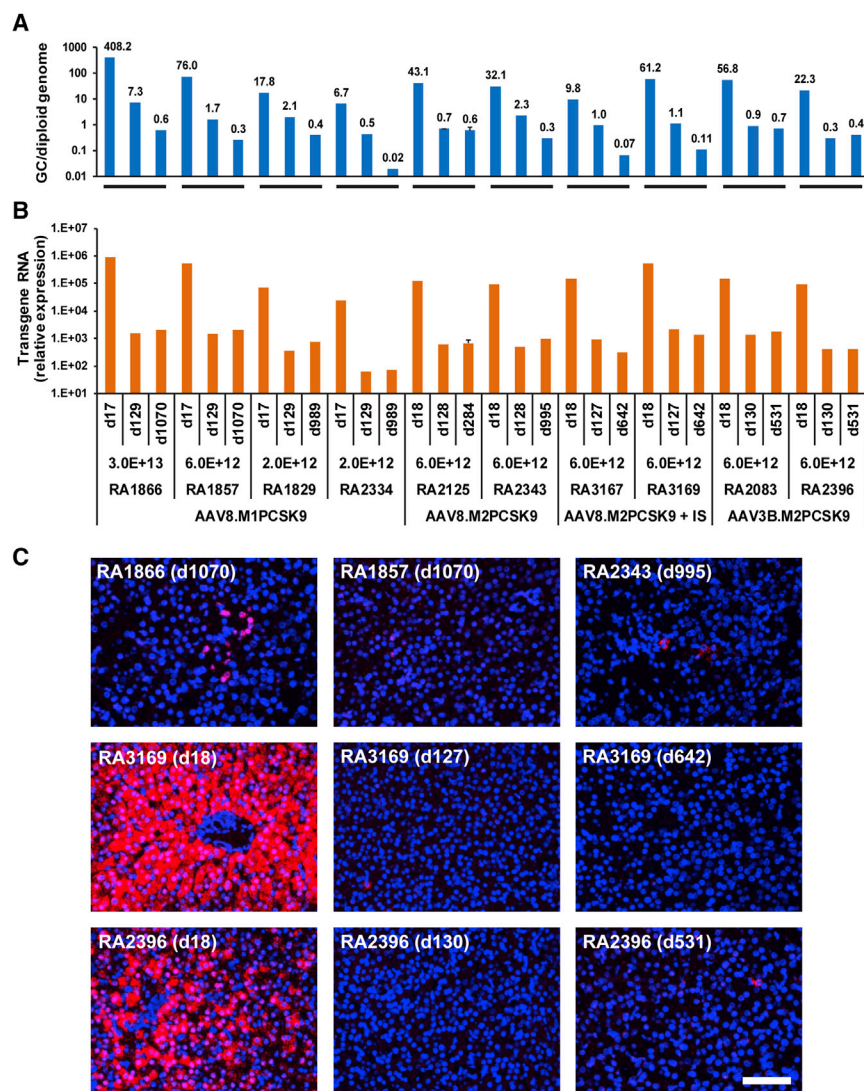 A
GC/diploid genome
1000
100
10
1
0.1
0.01
408.2 7.3 0.6 76.0 1.7 0.3 17.8 2.1 0.4 6.7 0.5 0.02 43.1 0.7 0.6 32.1 2.3 0.3 9.8 1.0 0.07 61.2 1.1 0.11 56.8 0.9 0.7 22.3 0.3 0.4
B
Transgene RNA
(relative expression)
1.E+07
1.E+06
1.E+05
1.E+04
1.E+03
1.E+02
1.E+01
d17 d129 d1070 d17 d129 d1070 d17 d129 d989 d17 d129 d989 d18 d128 d284 d18 d128 d995 d18 d127 d642 d18 d127 d642 d18 d130 d531 d18 d130 d531
3.0E+13 6.0E+12 2.0E+12 2.0E+12 6.0E+12 6.0E+12 6.0E+12 6.0E+12 6.0E+12 6.0E+12
RA1866 RA1857 RA1829 RA2334 RA2125 RA2343 RA3167 RA3169 RA2083 RA2396
AAV8.M1PCSK9 AAV8.M2PCSK9 AAV8.M2PCSK9 + IS AAV3B.M2PCSK9
C
RA1866 (d1070) RA1857 (d1070) RA2343 (d995)
RA3169 (d18) RA3169 (d127) RA3169 (d642)
RA2396 (d18) RA2396 (d130) RA2396 (d531)